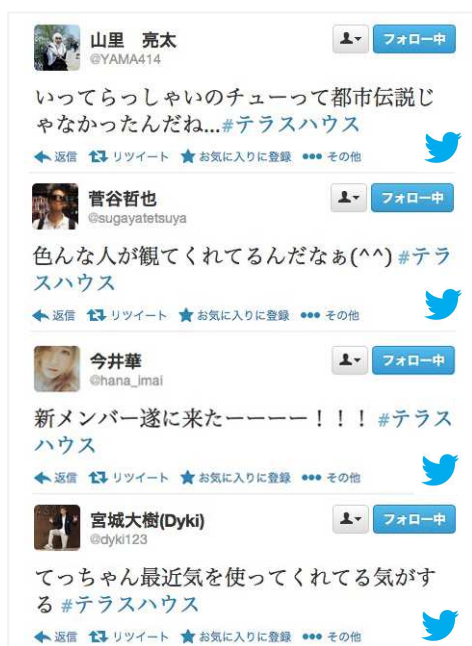 山里　亮太
@YAMA414
フォロー中
いってらっしゃいのチューって都市伝説じ
ゃなかったんだね...#テラスハウス
返信 リツイート お気に入りに登録 その他
菅谷哲也
@sugayatetsuya
フォロー中
色んな人が観てくれてるんだなぁ(^^) #テラ
スハウス
返信 リツイート お気に入りに登録 その他
今井華
@hana_imai
フォロー中
新メンバー遂に来たーーーー！！！ #テラス
ハウス
返信 リツイート お気に入りに登録 その他
宮城大樹(Dyki)
@dyki123
フォロー中
てっちゃん最近気を使ってくれてる気がす
る #テラスハウス
返信 リツイート お気に入りに登録 その他